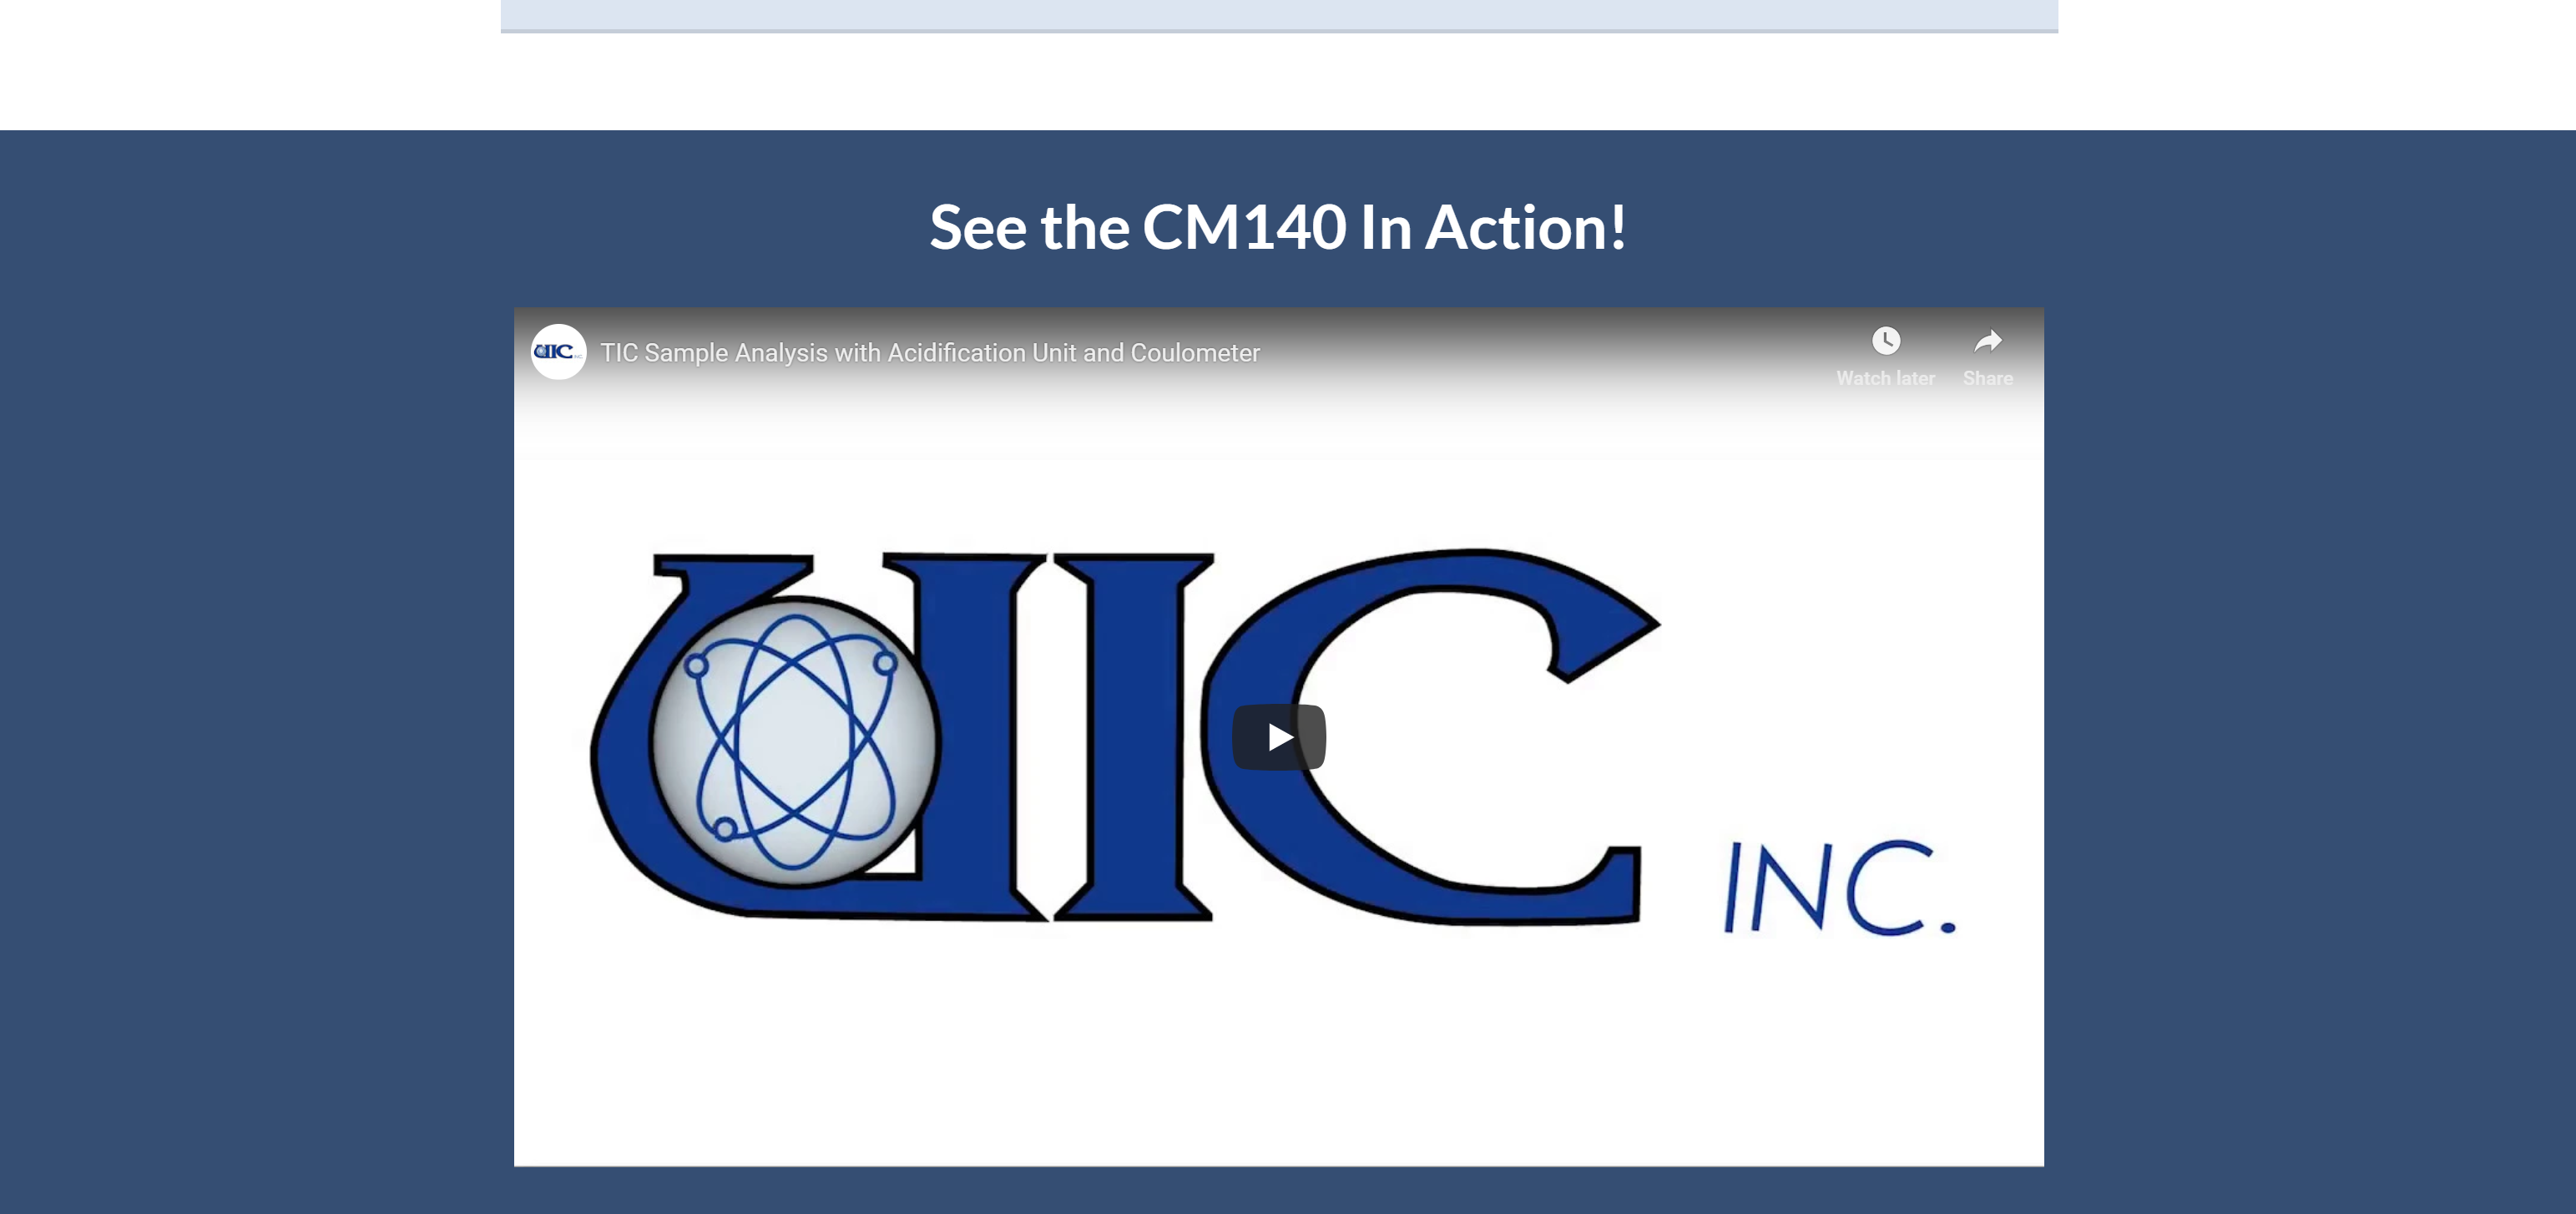 See the CM140 In Action!
UIC INC
TIC Sample Analysis with Acidification Unit and Coulometer
Watch later
Share
UIC INC.